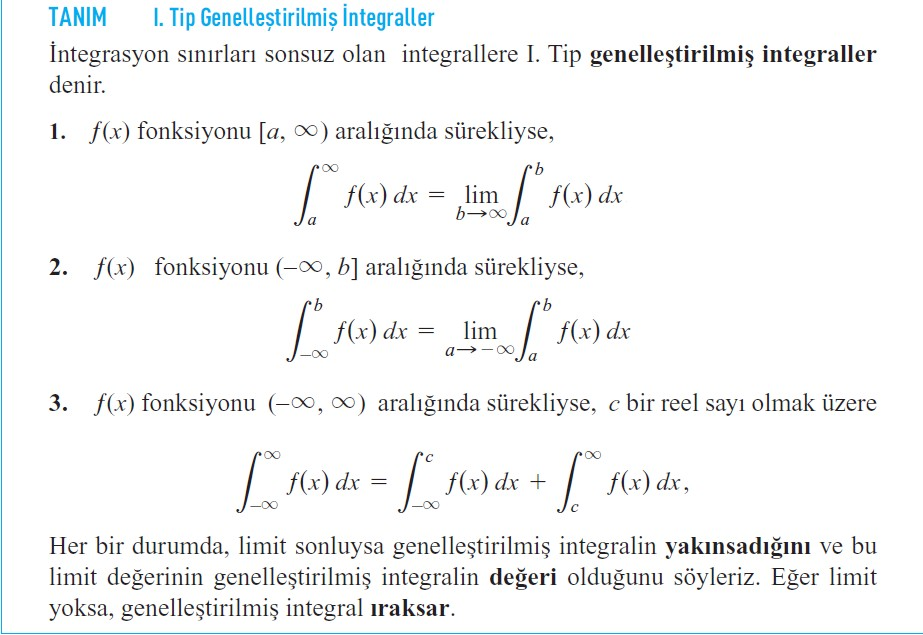 TANIM I. Tip Genelleştirilmiş İntegraller
İntegrasyon sınırları sonsuz olan integrallere I. Tip genelleştirilmiş integraller
denir.
1. f(x) fonksiyonu [a, ∞) aralığında sürekliyse,
∫_a^∞ f(x) dx = lim_{b→∞} ∫_a^b f(x) dx
2. f(x) fonksiyonu (−∞, b] aralığında sürekliyse,
∫_{−∞}^b f(x) dx = lim_{a→−∞} ∫_a^b f(x) dx
3. f(x) fonksiyonu (−∞, ∞) aralığında sürekliyse, c bir reel sayı olmak üzere
∫_{−∞}^∞ f(x) dx = ∫_{−∞}^c f(x) dx + ∫_c^∞ f(x) dx,
Her bir durumda, limit sonluysa genelleştirilmiş integralin yakınsadığını ve bu
limit değerinin genelleştirilmiş integralin değeri olduğunu söyleriz. Eğer limit
yoksa, genelleştirilmiş integral ıraksar.